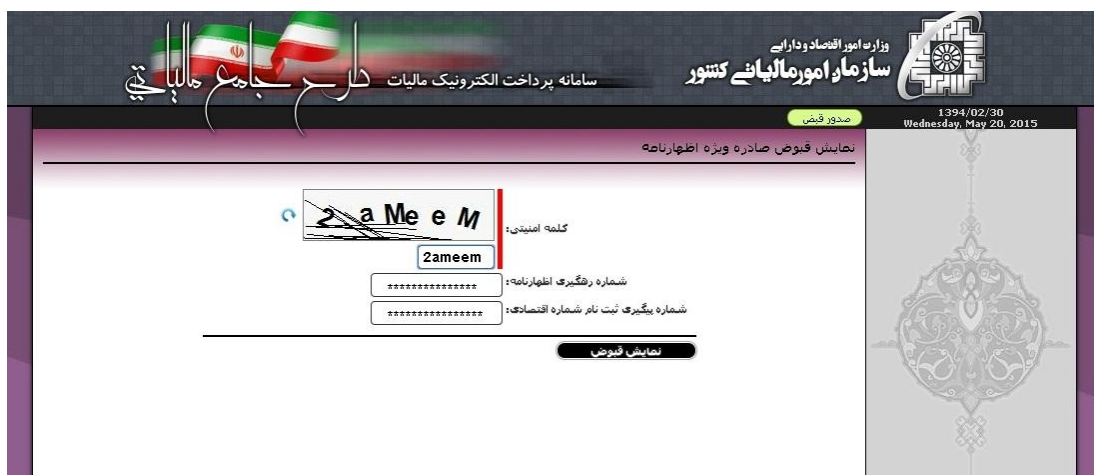 وزارت امور اقتصاد و دارایی
سازمان امور مالیاتی کشور
سامانه پرداخت الکترونیک مالیات
طرح جامع مالیاتی
1394/02/30
Wednesday, May 20, 2015
صدور قبض
نمایش قبوض صادره ویژه اظهارنامه
2 a M e e M
کلمه امنیتی:
2ameem
شماره رهگیری اظهارنامه:
***************
شماره پیگیری ثبت نام شماره اقتصادی:
****************
نمایش قبوض